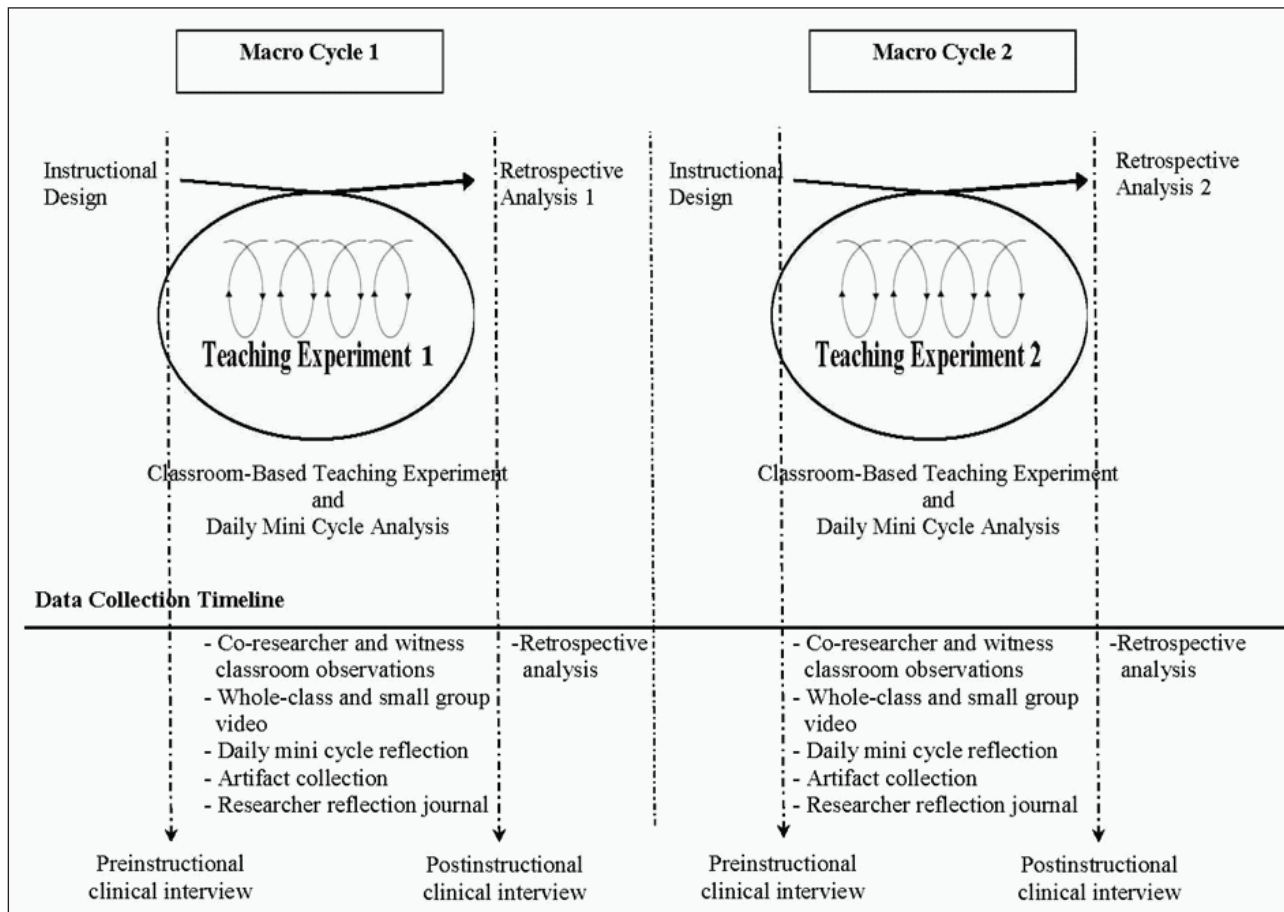 Macro Cycle 1
Macro Cycle 2
Instructional
Design
Retrospective
Analysis 1
Instructional
Design
Retrospective
Analysis 2
Teaching Experiment 1
Teaching Experiment 2
Classroom-Based Teaching Experiment
and
Daily Mini Cycle Analysis
Classroom-Based Teaching Experiment
and
Daily Mini Cycle Analysis
Data Collection Timeline
- Co-researcher and witness
classroom observations
- Whole-class and small group
video
- Daily mini cycle reflection
- Artifact collection
- Researcher reflection journal
-Retrospective
analysis
- Co-researcher and witness
classroom observations
- Whole-class and small group
video
- Daily mini cycle reflection
- Artifact collection
- Researcher reflection journal
-Retrospective
analysis
Preinstructional
clinical interview
Postinstructional
clinical interview
Preinstructional
clinical interview
Postinstructional
clinical interview